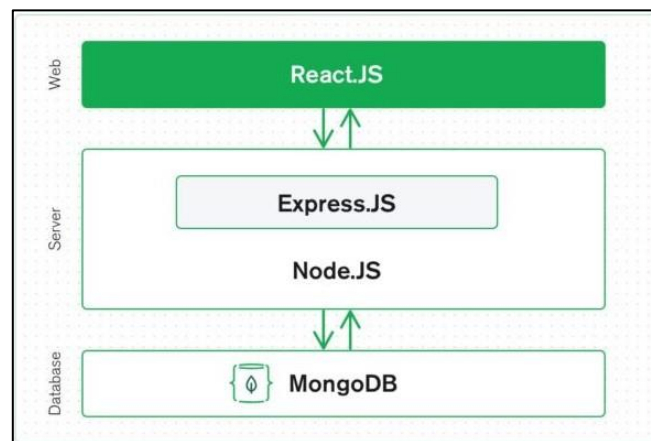 Web
React.JS
Server
Express.JS
Node.JS
Database
MongoDB